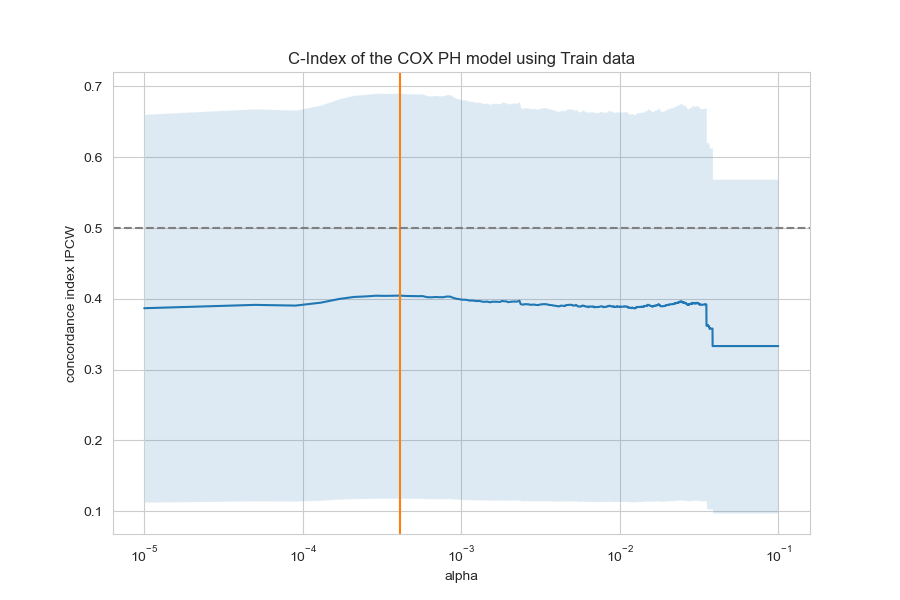 C-Index of the COX PH model using Train data
concordance index IPCW
0.7
0.6
0.5
0.4
0.3
0.2
0.1
10⁻⁵ 10⁻⁴ 10⁻³ 10⁻² 10⁻¹
alpha